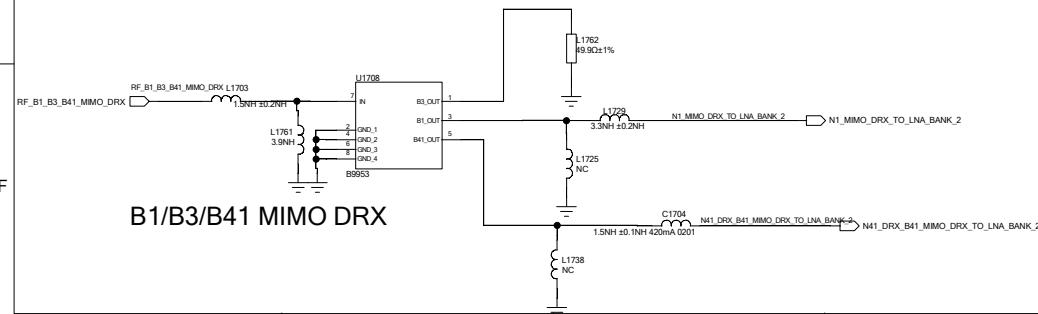 L1762
49.9Ω±1%
U1708
RF_B1_B3_B41_MIMO_DRX
L1703
RF_B1_B3_B41_MIMO_DRX
1.5NH ±0.2NH
7
IN
B3_OUT
1
L1729
3.3NH ±0.2NH
N1_MIMO_DRX_TO_LNA_BANK_2
N1_MIMO_DRX_TO_LNA_BANK_2
B1_OUT
3
L1761
3.9NH
2
GND_1
4
GND_2
B41_OUT
5
6
GND_3
8
GND_4
L1725
NC
B9953
B1/B3/B41 MIMO DRX
C1704
1.5NH ±0.1NH 420mA 0201
N41_DRX_B41_MIMO_DRX_TO_LNA_BANK_2
N41_DRX_B41_MIMO_DRX_TO_LNA_BANK_2
L1738
NC